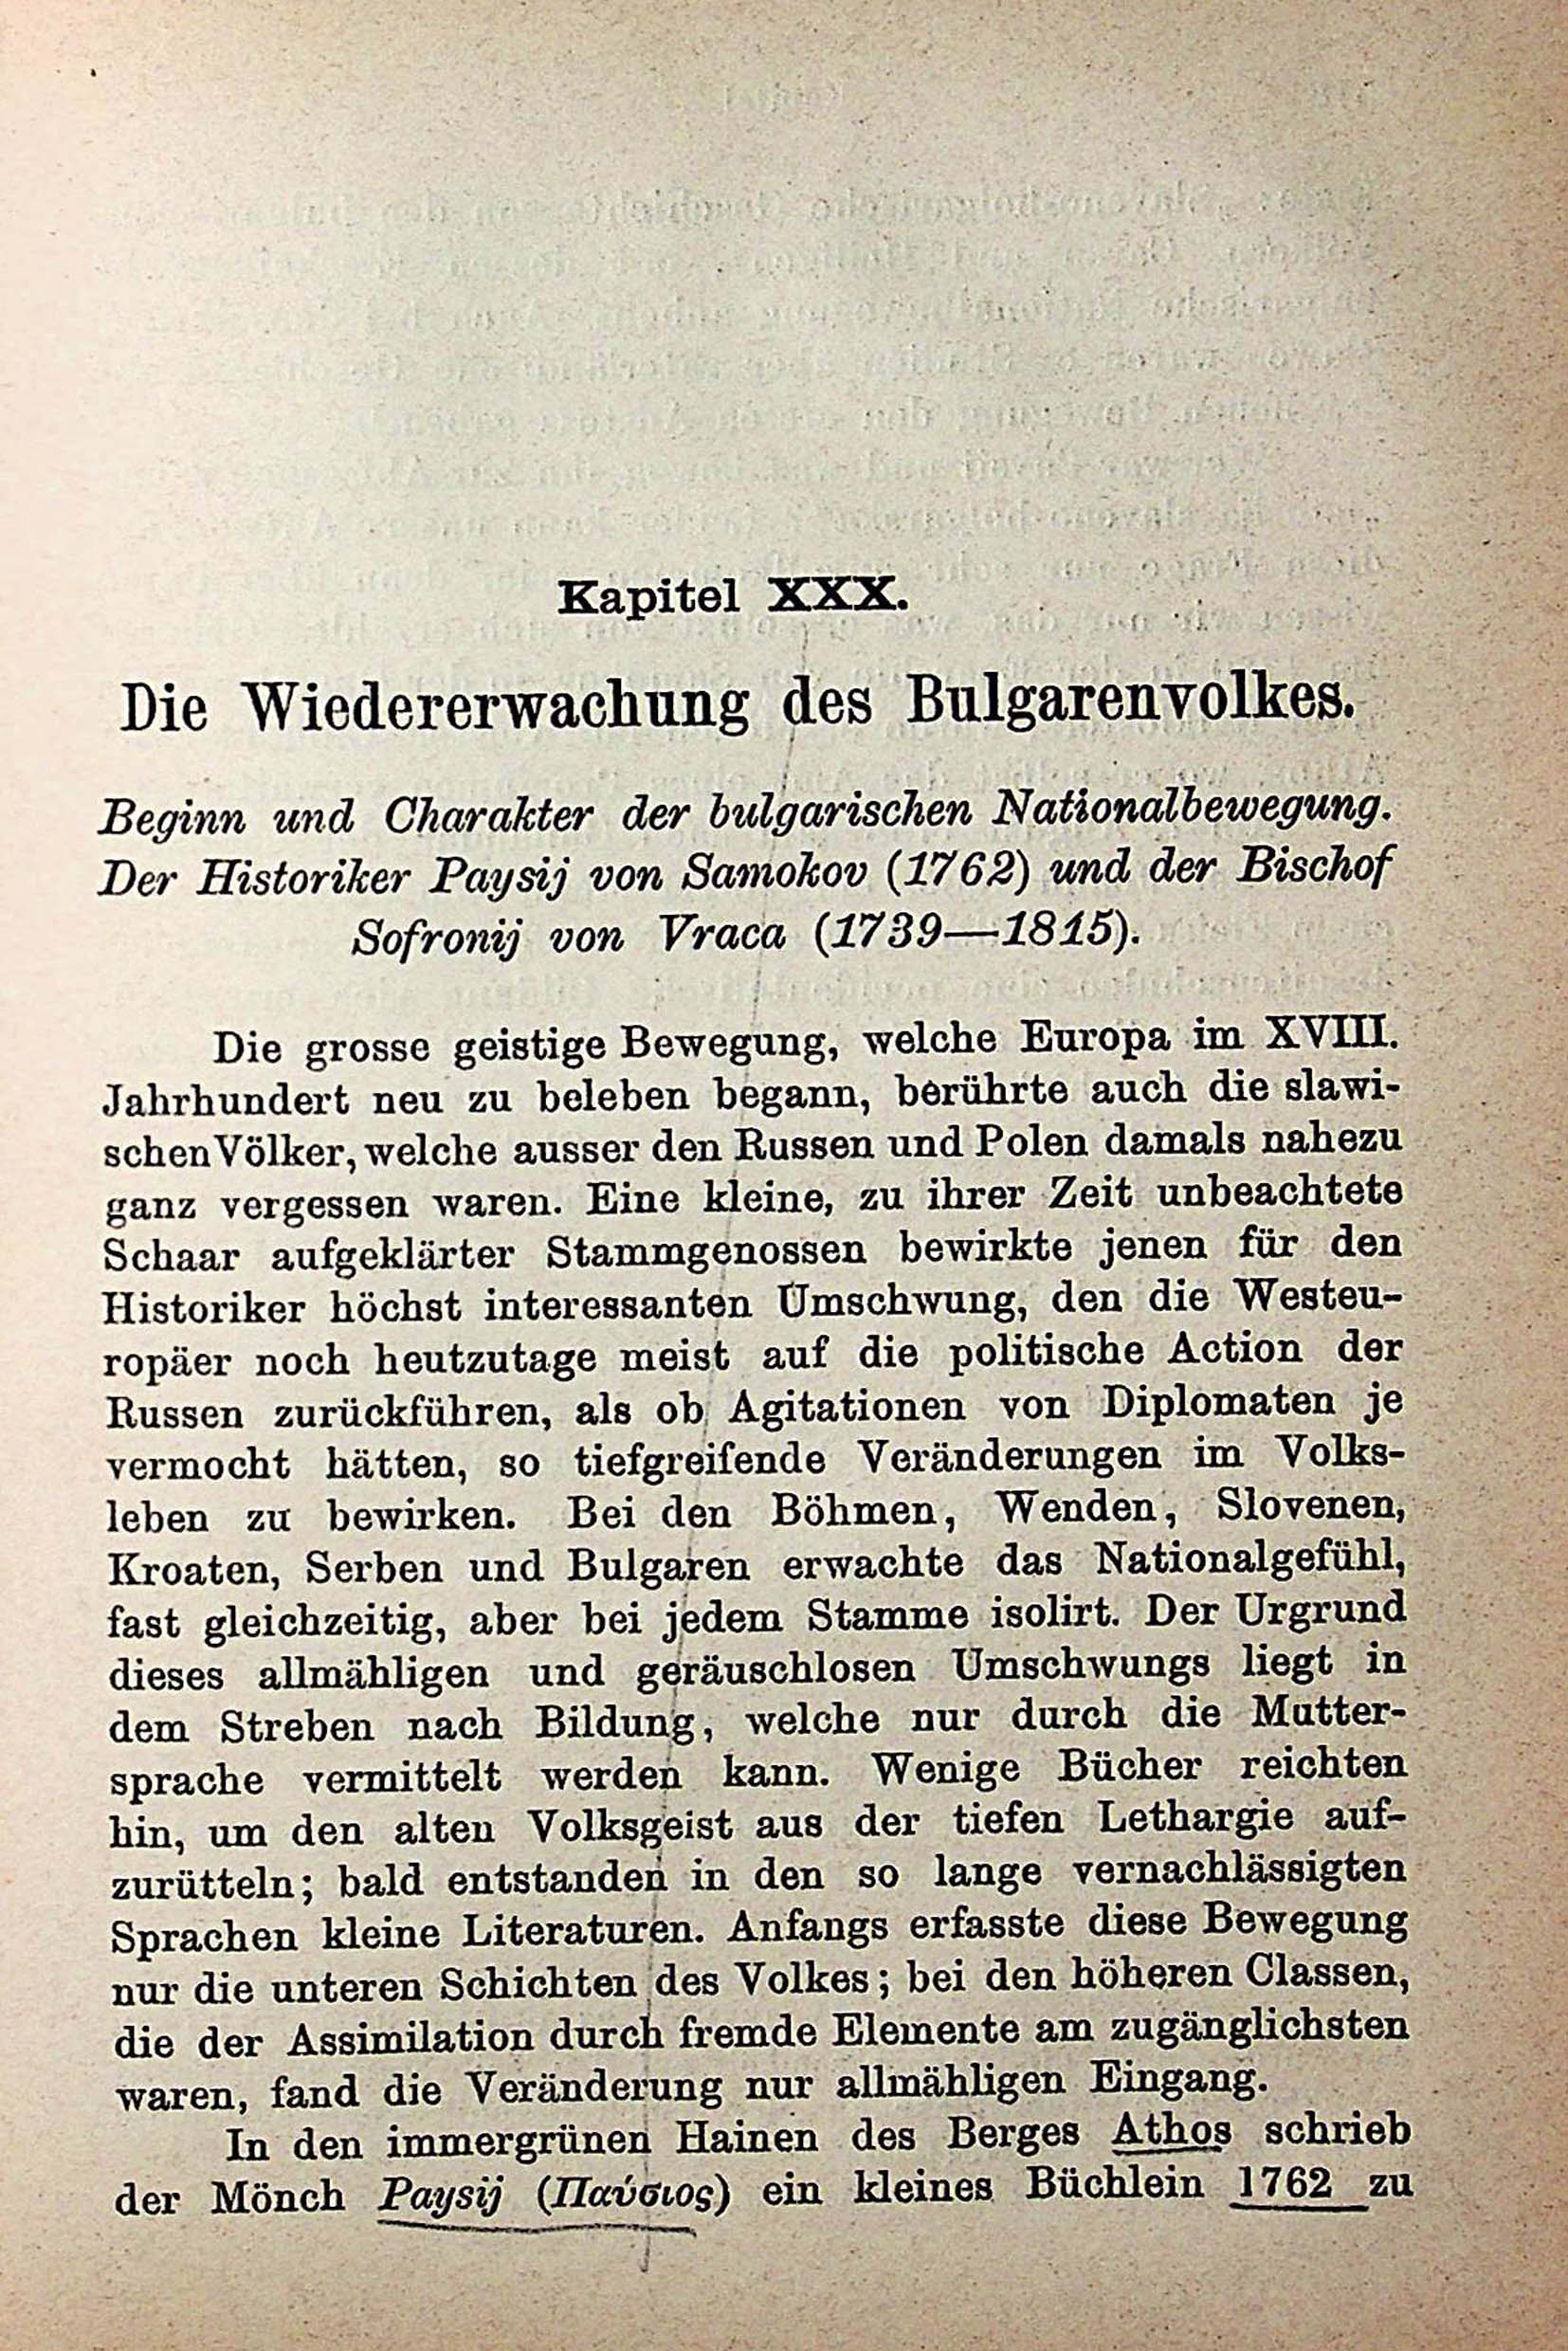 Kapitel XXX.
Die Wiedererwachung des Bulgarenvolkes.
Beginn und Charakter der bulgarischen Nationalbewegung.
Der Historiker Paysij von Samokov (1762) und der Bischof
Sofronij von Vraca (1739—1815).
Die grosse geistige Bewegung, welche Europa im XVIII.
Jahrhundert neu zu beleben begann, berührte auch die slawi-
schen Völker, welche ausser den Russen und Polen damals nahezu
ganz vergessen waren. Eine kleine, zu ihrer Zeit unbeachtete
Schaar aufgeklärter Stammgenossen bewirkte jenen für den
Historiker höchst interessanten Umschwung, den die Westeu-
ropäer noch heutzutage meist auf die politische Action der
Russen zurückführen, als ob Agitationen von Diplomaten je
vermocht hätten, so tiefgreifende Veränderungen im Volks-
leben zu bewirken. Bei den Böhmen, Wenden, Slovenen,
Kroaten, Serben und Bulgaren erwachte das Nationalgefühl,
fast gleichzeitig, aber bei jedem Stamme isolirt. Der Urgrund
dieses allmähligen und geräuschlosen Umschwungs liegt in
dem Streben nach Bildung, welche nur durch die Mutter-
sprache vermittelt werden kann. Wenige Bücher reichten
hin, um den alten Volksgeist aus der tiefen Lethargie auf-
zurütteln; bald entstanden in den so lange vernachlässigten
Sprachen kleine Literaturen. Anfangs erfasste diese Bewegung
nur die unteren Schichten des Volkes; bei den höheren Classen,
die der Assimilation durch fremde Elemente am zugänglichsten
waren, fand die Veränderung nur allmähligen Eingang.
In den immergrünen Hainen des Berges Athos schrieb
der Mönch Paysij (Παύσιος) ein kleines Büchlein 1762 zu